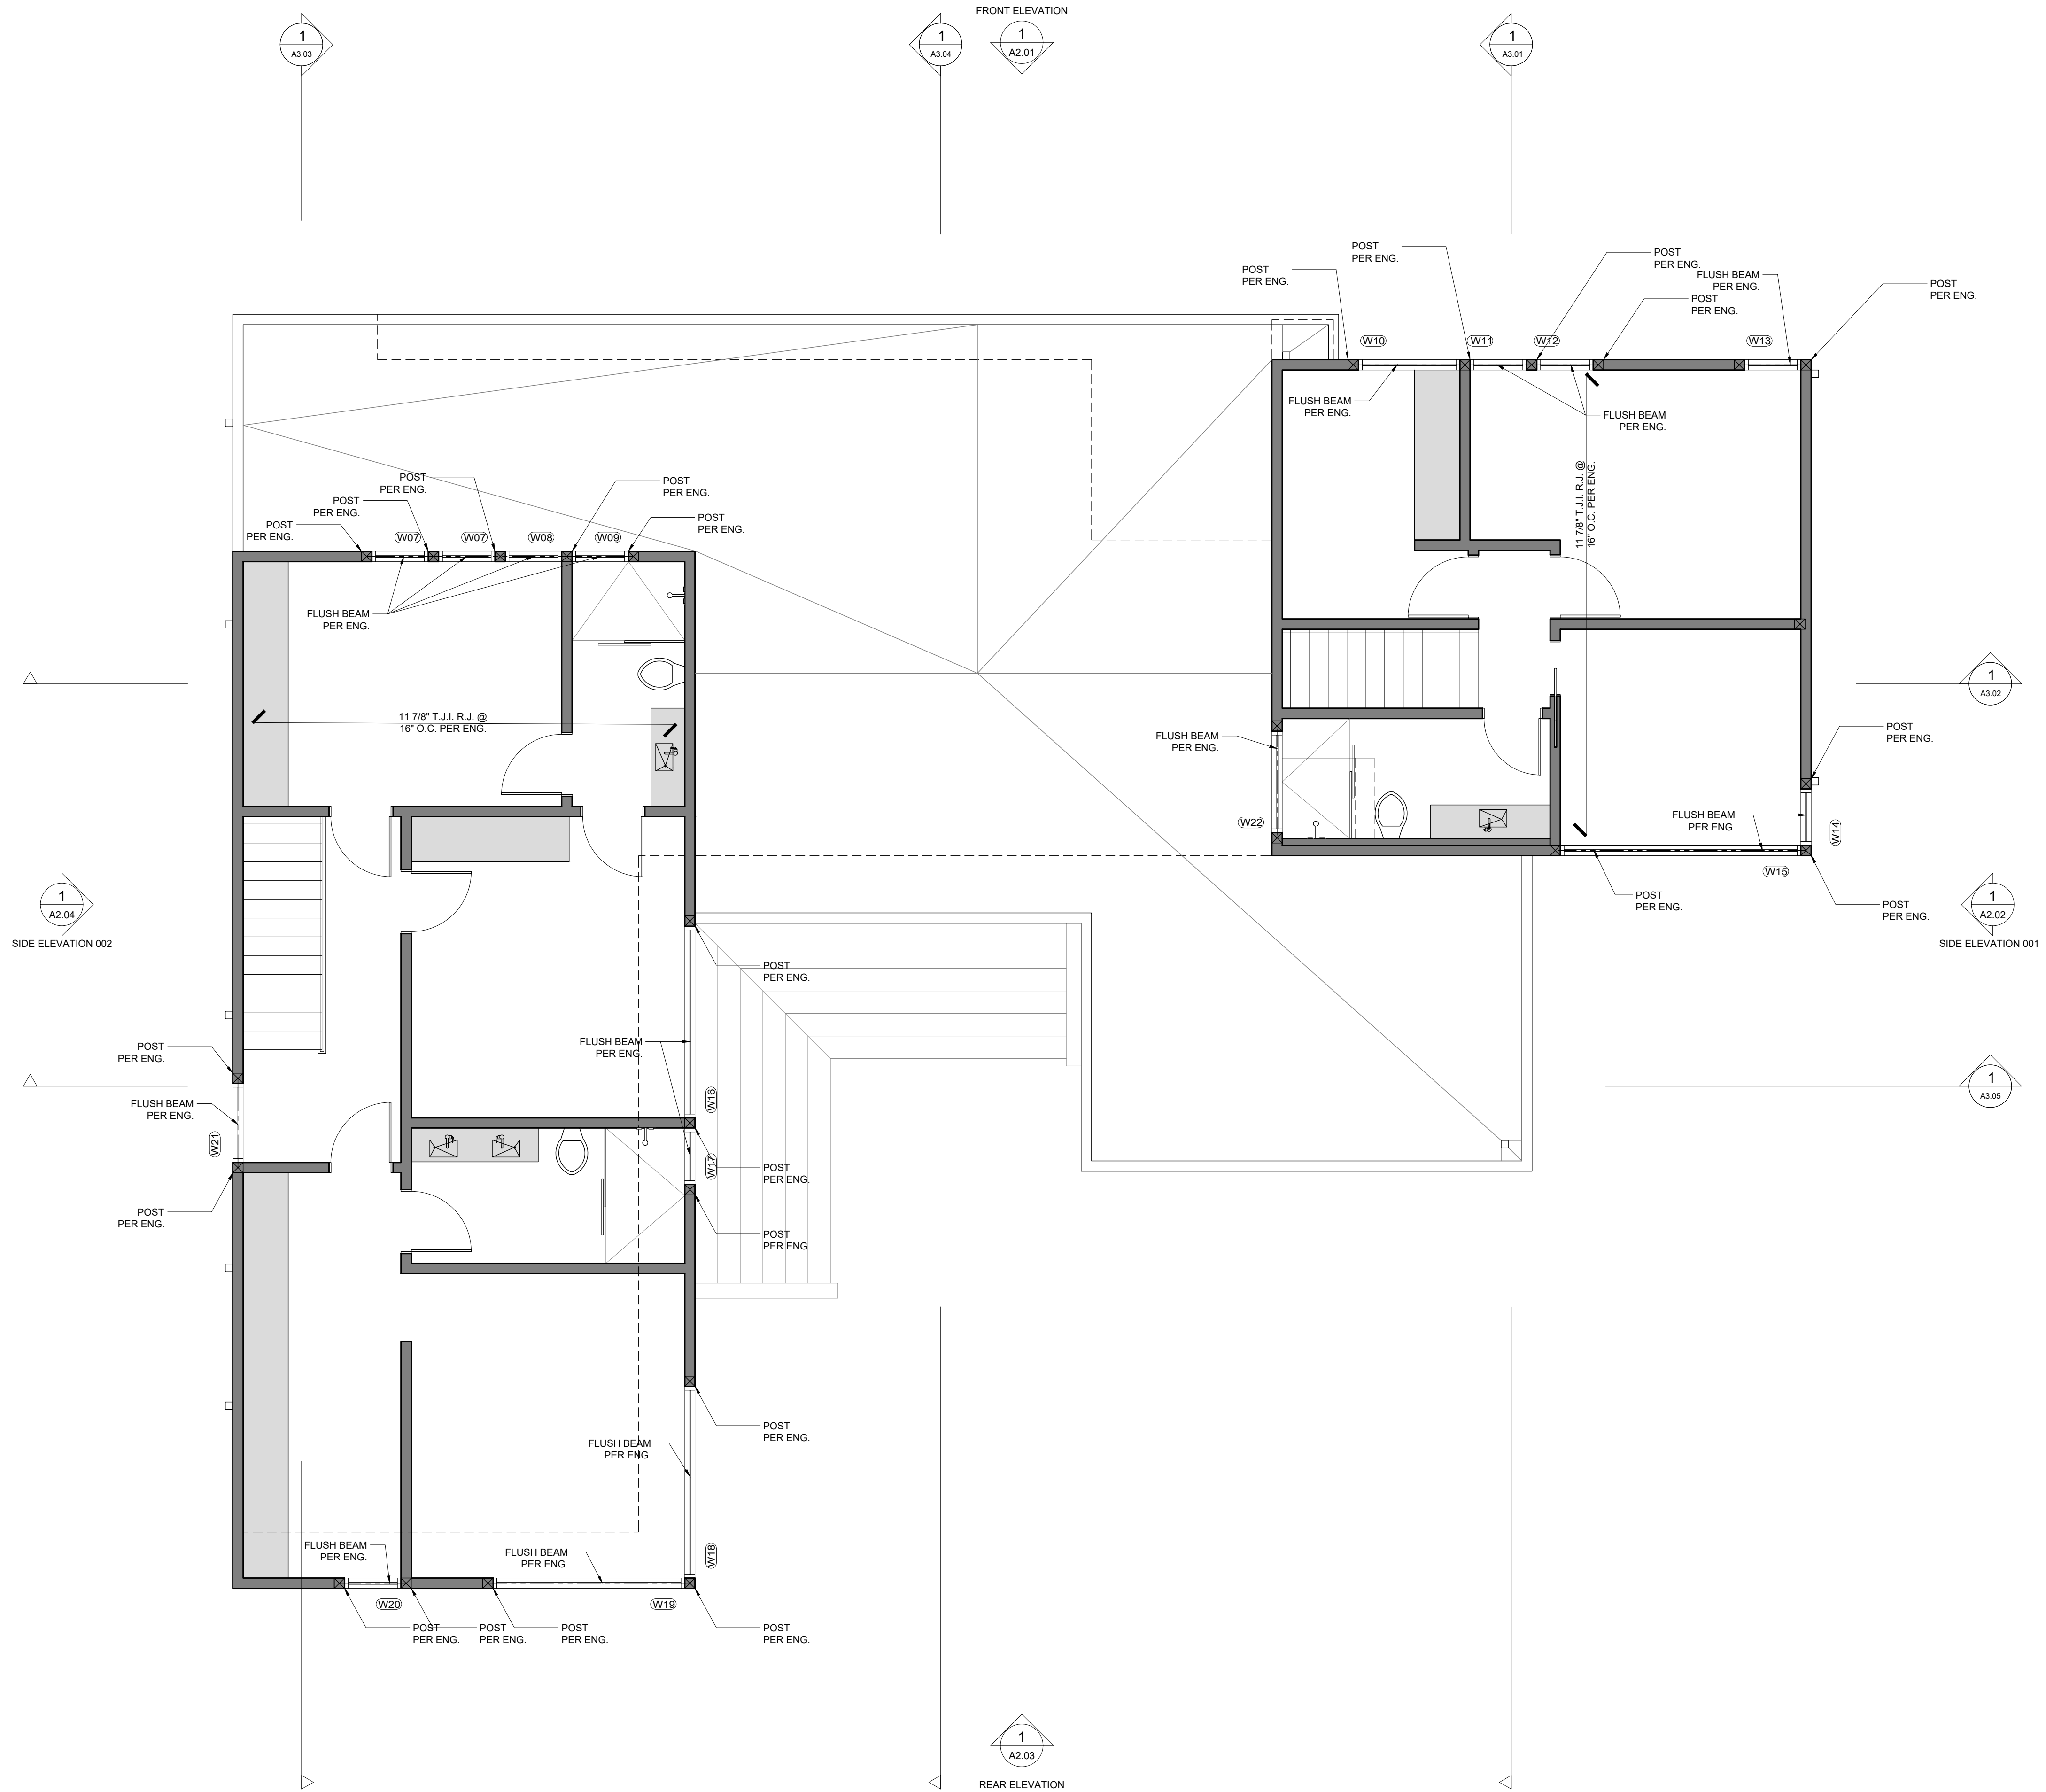 FRONT ELEVATION
1
A3.03
1
A3.04
1
A2.01
1
A3.01
POST
PER ENG.
POST
PER ENG.
POST
PER ENG.
FLUSH BEAM
PER ENG.
POST
PER ENG.
POST
PER ENG.
W10
W11
W12
W13
FLUSH BEAM
PER ENG.
FLUSH BEAM
PER ENG.
11 7/8" T.J.I. R.J. @
16" O.C. PER ENG.
POST
PER ENG.
POST
PER ENG.
POST
PER ENG.
POST
PER ENG.
POST
PER ENG.
W07
W07
W08
W09
FLUSH BEAM
PER ENG.
1
A3.02
11 7/8" T.J.I. R.J. @
16" O.C. PER ENG.
FLUSH BEAM
PER ENG.
POST
PER ENG.
W22
FLUSH BEAM
PER ENG.
W14
W15
POST
PER ENG.
POST
PER ENG.
1
A2.04
SIDE ELEVATION 002
1
A2.02
SIDE ELEVATION 001
POST
PER ENG.
POST
PER ENG.
FLUSH BEAM
PER ENG.
1
A3.05
FLUSH BEAM
PER ENG.
W16
W21
W17
POST
PER ENG.
POST
PER ENG.
POST
PER ENG.
POST
PER ENG.
FLUSH BEAM
PER ENG.
FLUSH BEAM
PER ENG.
FLUSH BEAM
PER ENG.
W18
W20
W19
POST
PER ENG.
POST
PER ENG.
POST
PER ENG.
POST
PER ENG.
1
A2.03
REAR ELEVATION